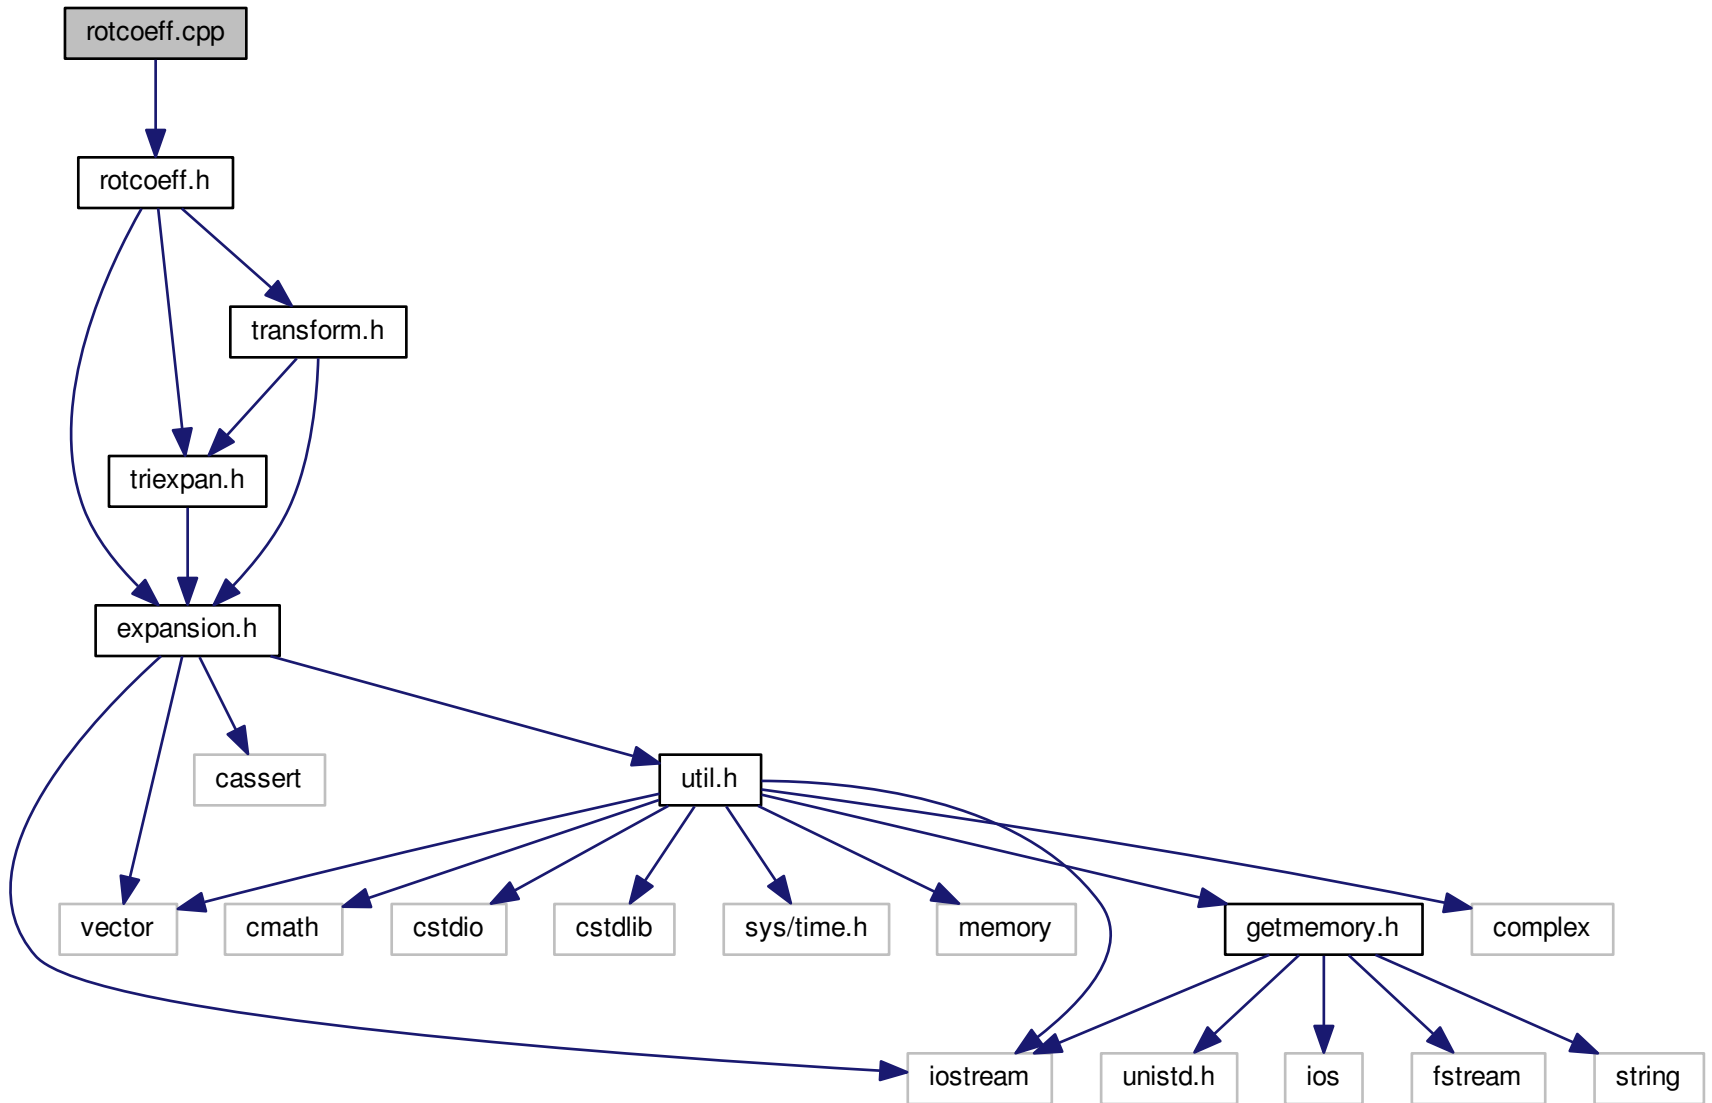 rotcoeff.cpp
rotcoeff.h
transform.h
triexpan.h
expansion.h
cassert
util.h
vector
cmath
cstdio
cstdlib
sys/time.h
memory
getmemory.h
complex
iostream
unistd.h
ios
fstream
string